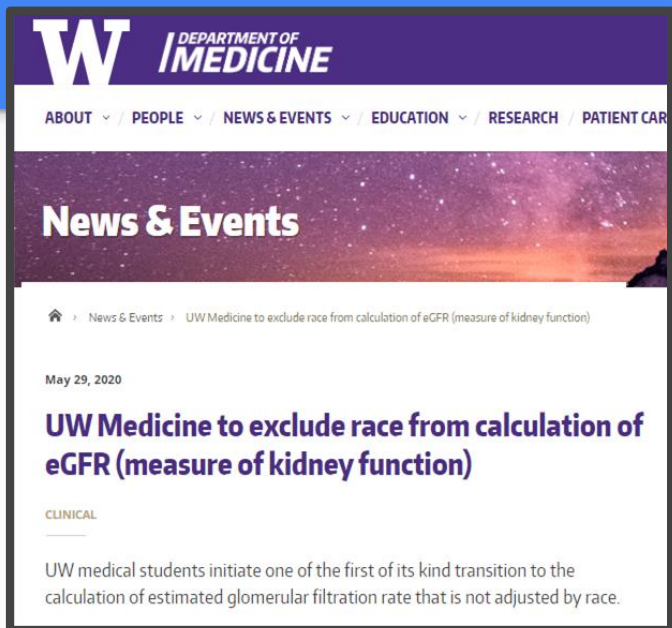 W DEPARTMENT OF
MEDICINE
ABOUT / PEOPLE / NEWS & EVENTS / EDUCATION / RESEARCH / PATIENT CAR
News & Events
News & Events › UW Medicine to exclude race from calculation of eGFR (measure of kidney function)
May 29, 2020
UW Medicine to exclude race from calculation of
eGFR (measure of kidney function)
CLINICAL
UW medical students initiate one of the first of its kind transition to the
calculation of estimated glomerular filtration rate that is not adjusted by race.